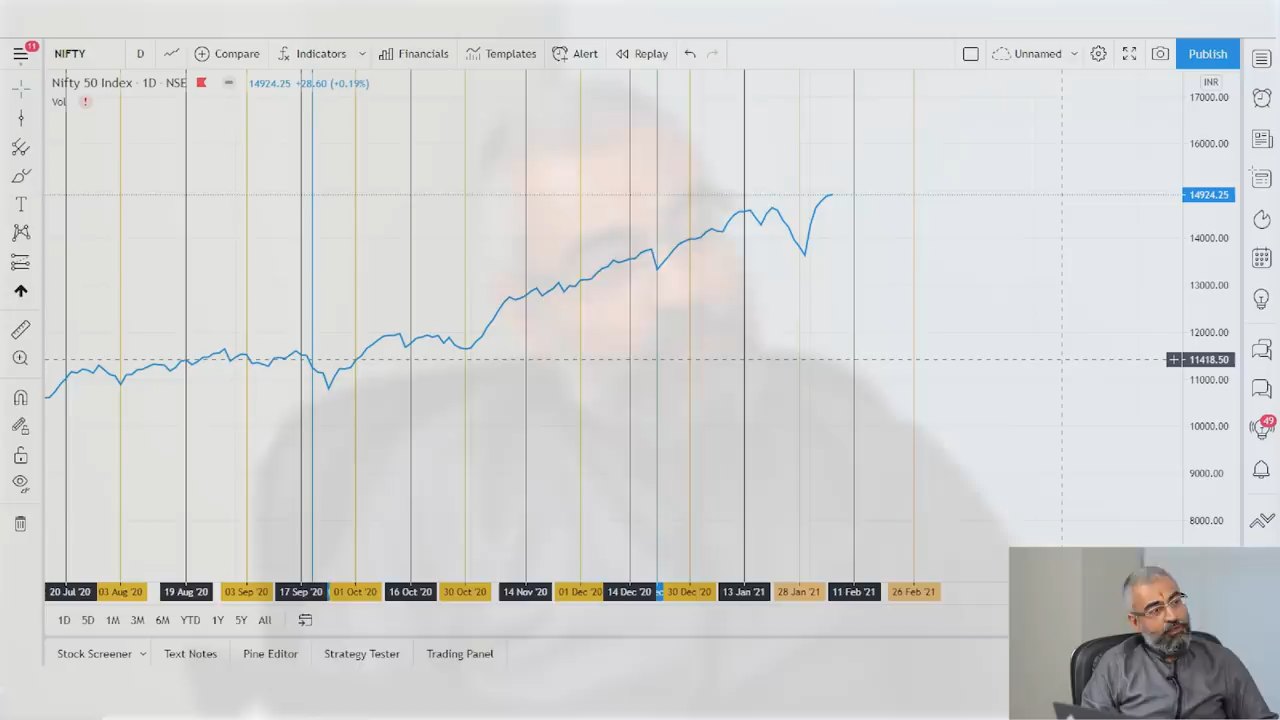 11
NIFTY D Compare Indicators Financials Templates Alert Replay Unnamed Publish
Nifty 50 Index · 1D · NSE 14924.25 +28.60 (+0.19%) INR
Vol !
17000.00
16000.00
14924.25
14000.00
13000.00
12000.00
11418.50
11000.00
10000.00
49
9000.00
8000.00
20 Jul '20 03 Aug '20 19 Aug '20 03 Sep '20 17 Sep '20 01 Oct '20 16 Oct '20 30 Oct '20 14 Nov '20 01 Dec '20 14 Dec '20 30 Dec '20 13 Jan '21 28 Jan '21 11 Feb '21 26 Feb '21
1D 5D 1M 3M 6M YTD 1Y 5Y All
Stock Screener Text Notes Pine Editor Strategy Tester Trading Panel